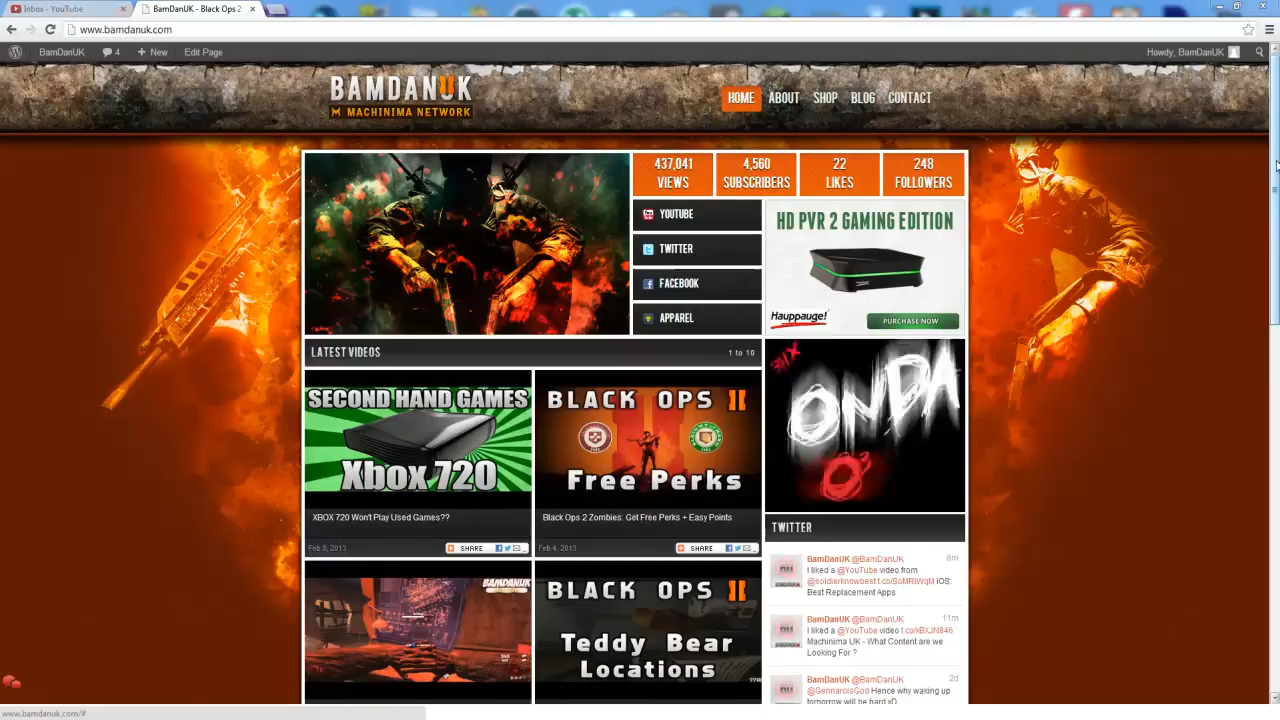 Inbox - YouTube
BamDanUK - Black Ops 2
www.bamdanuk.com
BamDanUK
4
New
Edit Page
Howdy, BamDanUK
BAMDANUK
MACHINIMA NETWORK
HOME
ABOUT
SHOP
BLOG
CONTACT
437,041
VIEWS
4,560
SUBSCRIBERS
22
LIKES
248
FOLLOWERS
YOUTUBE
TWITTER
FACEBOOK
APPAREL
HD PVR 2 GAMING EDITION
Hauppauge!
PURCHASE NOW
LATEST VIDEOS
1 to 10
SECOND HAND GAMES
Xbox 720
XBOX 720 Won't Play Used Games??
Feb 8, 2013
SHARE
BLACK OPS II
Free Perks
Black Ops 2 Zombies: Get Free Perks + Easy Points
Feb 4, 2013
SHARE
ONDA
TWITTER
BamDanUK @BamDanUK
8m
I liked a @YouTube video from
@soldierknowbest t.co/SoMRIWqM iOS:
Best Replacement Apps
BamDanUK @BamDanUK
11m
I liked a @YouTube video t.co/xBXJN846
Machinima UK - What Content are we
Looking For ?
BamDanUK @BamDanUK
2d
@GennaroIsGod Hence why waking up
tomorrow will be hard xD
BAMDANUK
BLACK OPS II
Teddy Bear
Locations
www.bamdanuk.com/#